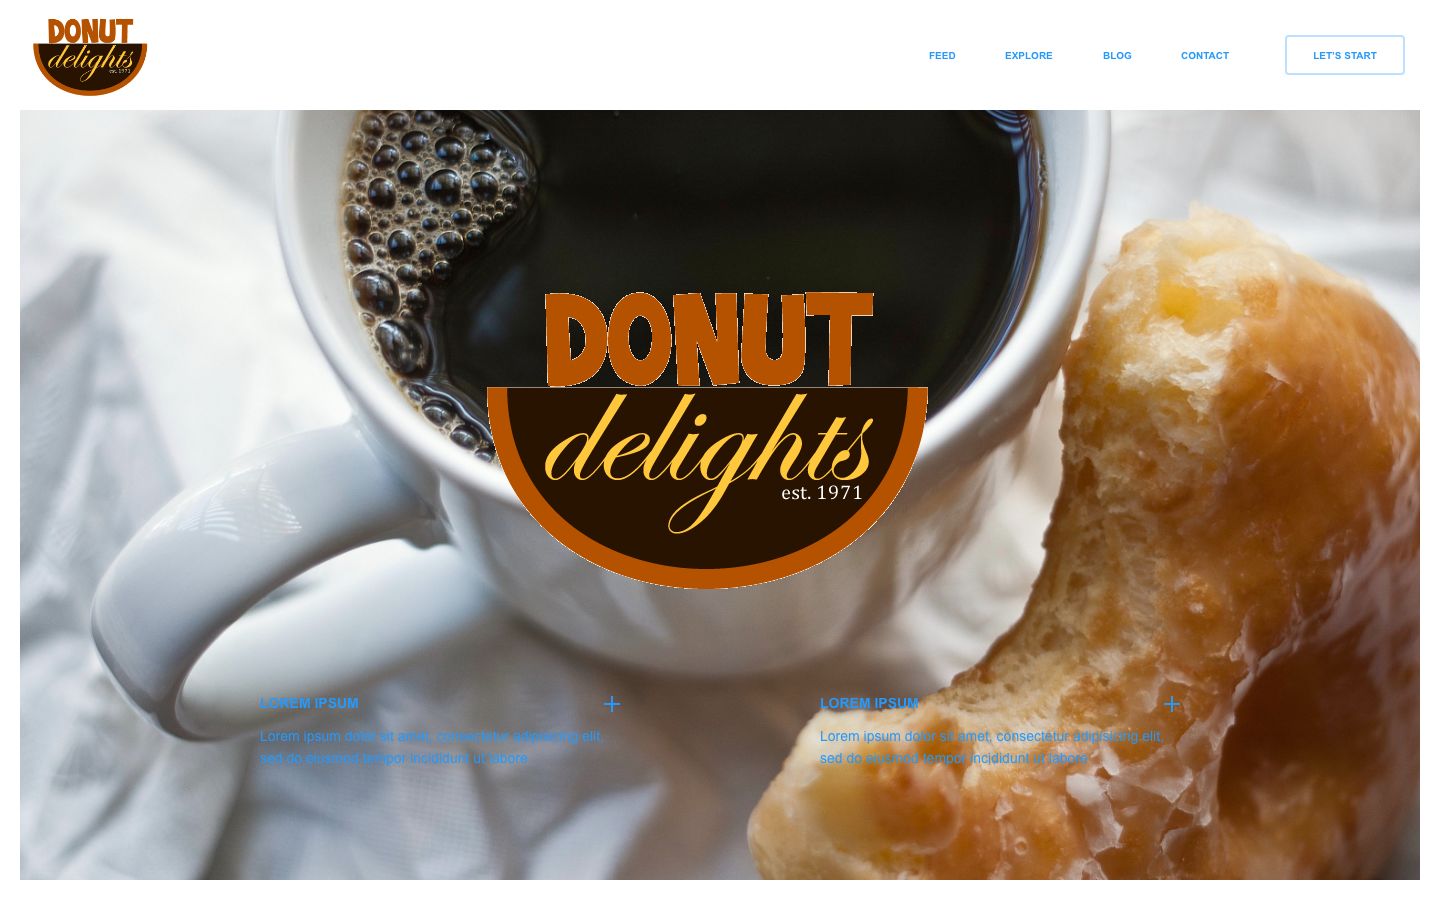 DONUT
delights
est. 1971
FEED
EXPLORE
BLOG
CONTACT
LET'S START
DONUT
delights
est. 1971
LOREM IPSUM
Lorem ipsum dolor sit amet, consectetur adipisicing elit,
sed do eiusmod tempor incididunt ut labore
LOREM IPSUM
Lorem ipsum dolor sit amet, consectetur adipisicing elit,
sed do eiusmod tempor incididunt ut labore